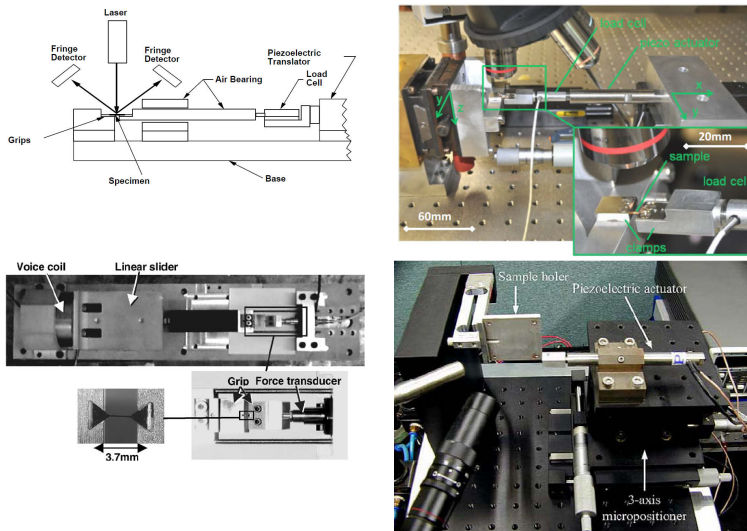 Laser
Fringe
Detector
Fringe
Detector
Piezoelectric
Translator
Load
Cell
Air Bearing
Grips
Specimen
Base
load cell
piezo actuator
x
y
z
x
y
20mm
sample
load cell
clamps
60mm
Voice coil
Linear slider
Grip
Force transducer
3.7mm
Sample holer
Piezoelectric
actuator
3-axis
micropositioner